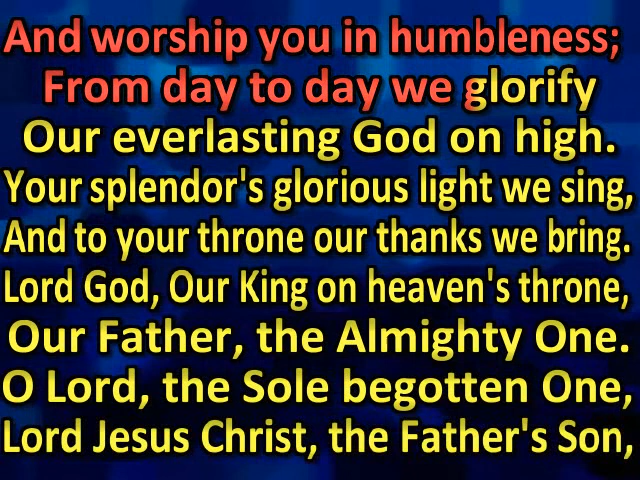 And worship you in humbleness;
From day to day we glorify
Our everlasting God on high.
Your splendor's glorious light we sing,
And to your throne our thanks we bring.
Lord God, Our King on heaven's throne,
Our Father, the Almighty One.
O Lord, the Sole begotten One,
Lord Jesus Christ, the Father's Son,